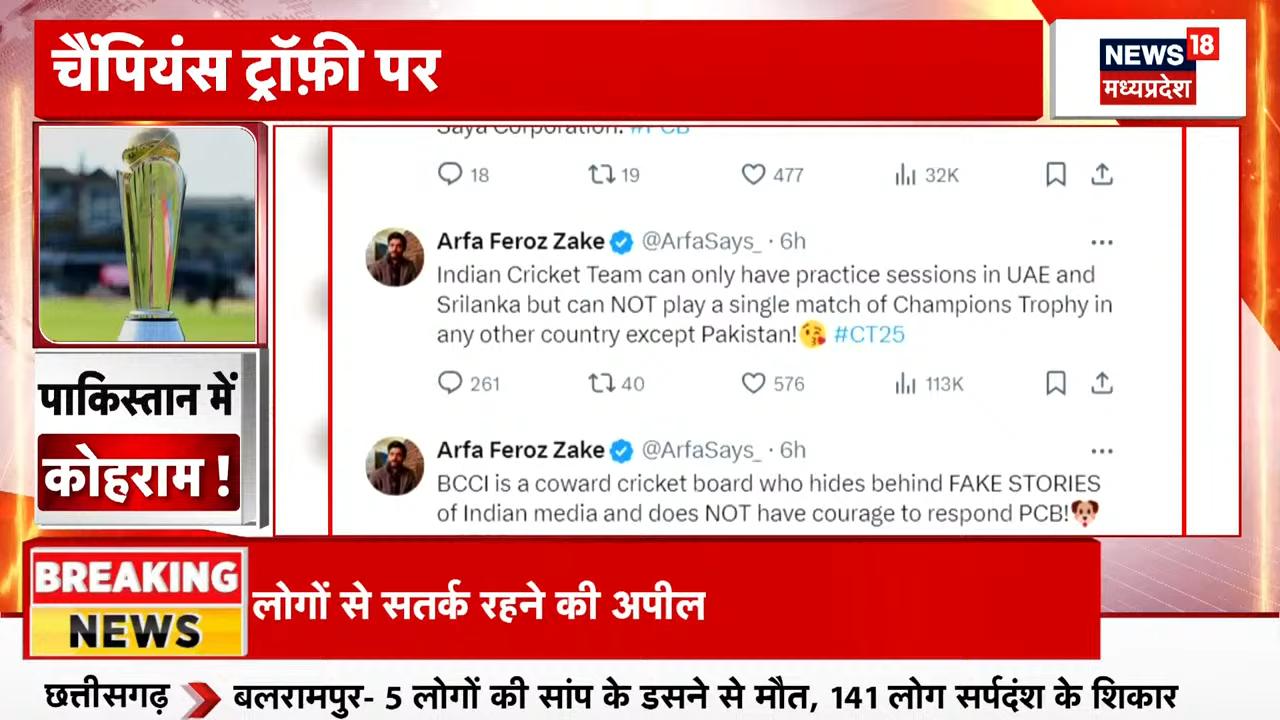 चैंपियंस ट्रॉफ़ी पर
NEWS 18
मध्यप्रदेश
Saya Corporation. #PCB
18 19 477 32K
Arfa Feroz Zake @ArfaSays_ · 6h
Indian Cricket Team can only have practice sessions in UAE and
Srilanka but can NOT play a single match of Champions Trophy in
any other country except Pakistan!😘 #CT25
261 40 576 113K
Arfa Feroz Zake @ArfaSays_ · 6h
BCCI is a coward cricket board who hides behind FAKE STORIES
of Indian media and does NOT have courage to respond PCB!🐶
पाकिस्तान में
कोहराम !
BREAKING
NEWS
लोगों से सतर्क रहने की अपील
छत्तीसगढ़ बलरामपुर- 5 लोगों की सांप के डसने से मौत, 141 लोग सर्पदंश के शिकार